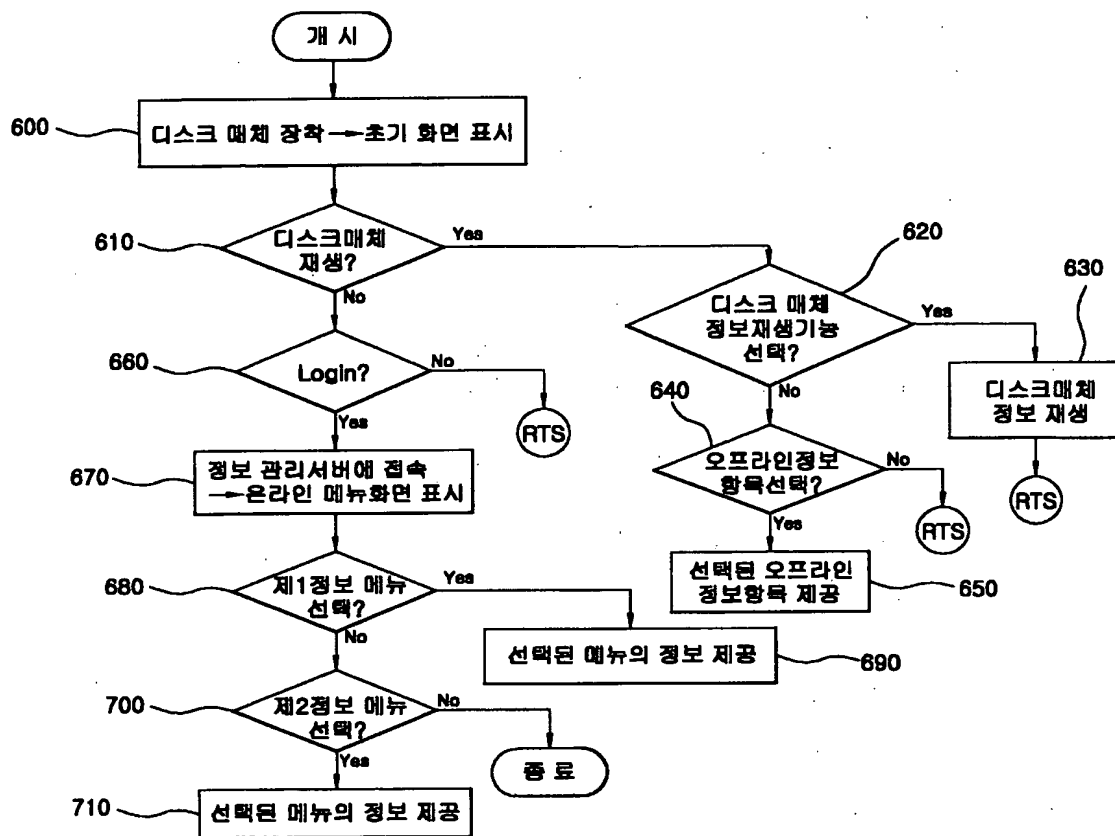 개 시
600
디스크 매체 장착→초기 화면 표시
610
디스크매체
재생?
Yes
No
620
디스크 매체
정보재생기능
선택?
Yes
No
630
디스크매체
정보 재생
RTS
640
오프라인정보
항목선택?
No
Yes
RTS
선택된 오프라인
정보항목 제공
650
660
Login?
No
Yes
RTS
670
정보 관리서버에 접속
→온라인 메뉴화면 표시
680
제1정보 메뉴
선택?
Yes
No
선택된 메뉴의 정보 제공
690
700
제2정보 메뉴
선택?
No
Yes
종 료
710
선택된 메뉴의 정보 제공